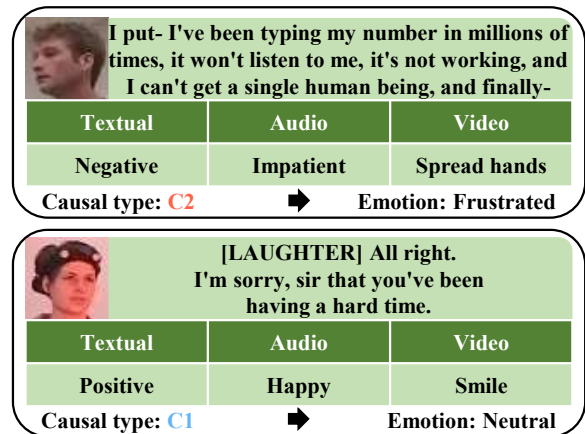 I put- I've been typing my number in millions of
times, it won't listen to me, it's not working, and
I can't get a single human being, and finally-
Textual Audio Video
Negative Impatient Spread hands
Causal type: C2 Emotion: Frustrated
[LAUGHTER] All right.
I'm sorry, sir that you've been
having a hard time.
Textual Audio Video
Positive Happy Smile
Causal type: C1 Emotion: Neutral